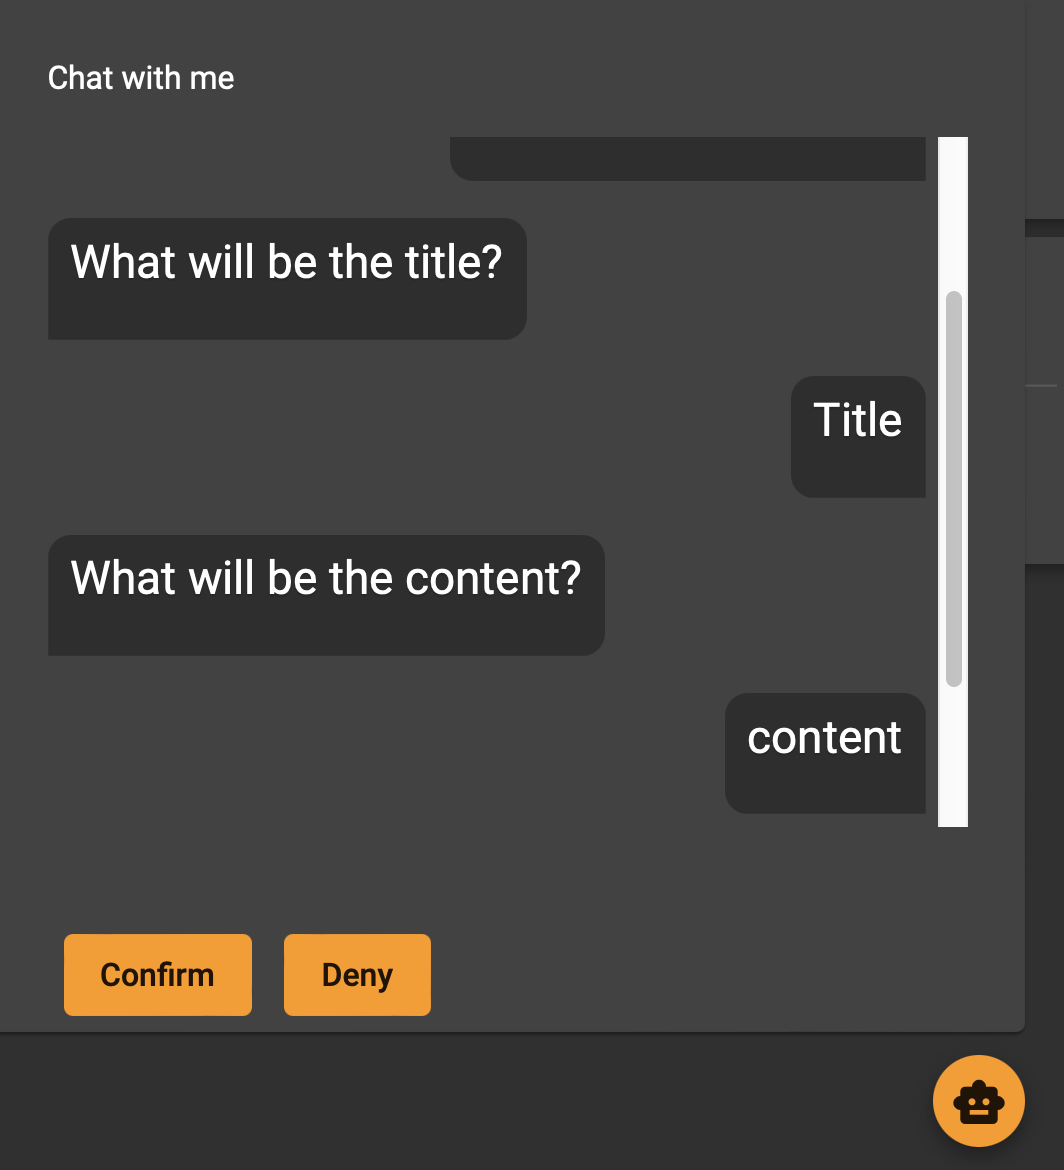 Chat with me
What will be the title?
Title
What will be the content?
content
Confirm Deny